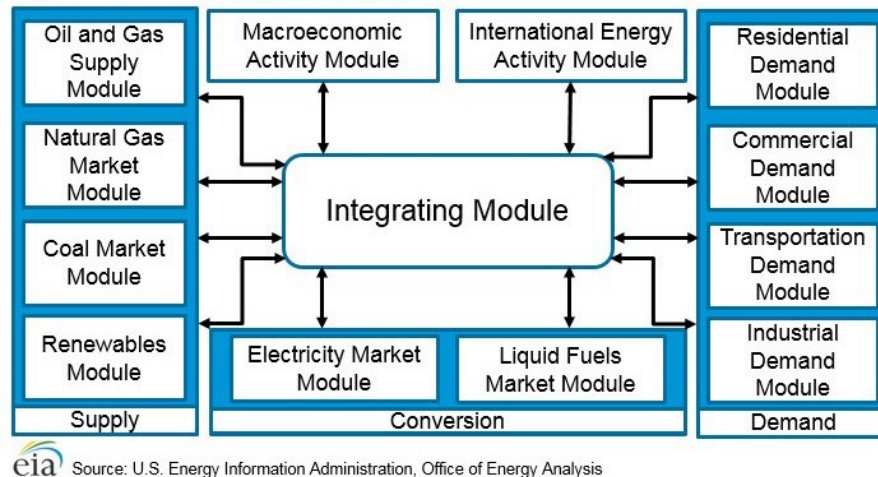 Oil and Gas
Supply
Module
Natural Gas
Market
Module
Coal Market
Module
Renewables
Module
Supply
Macroeconomic
Activity Module
International Energy
Activity Module
Integrating Module
Electricity Market
Module
Liquid Fuels
Market Module
Conversion
Residential
Demand
Module
Commercial
Demand
Module
Transportation
Demand
Module
Industrial
Demand
Module
Demand
eia Source: U.S. Energy Information Administration, Office of Energy Analysis